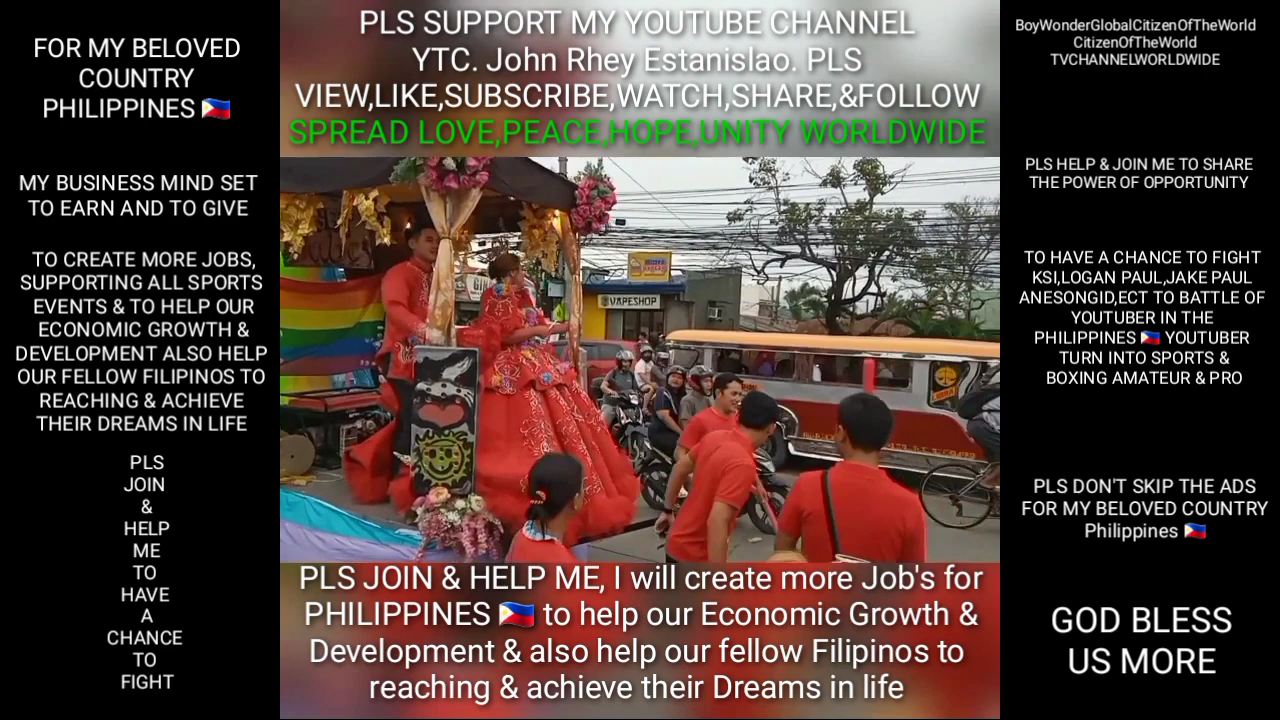 FOR MY BELOVED
COUNTRY
PHILIPPINES 🇵🇭
MY BUSINESS MIND SET
TO EARN AND TO GIVE
TO CREATE MORE JOBS,
SUPPORTING ALL SPORTS
EVENTS & TO HELP OUR
ECONOMIC GROWTH &
DEVELOPMENT ALSO HELP
OUR FELLOW FILIPINOS TO
REACHING & ACHIEVE
THEIR DREAMS IN LIFE
PLS
JOIN
&
HELP
ME
TO
HAVE
A
CHANCE
TO
FIGHT
PLS SUPPORT MY YOUTUBE CHANNEL
YTC. John Rhey Estanislao. PLS
VIEW,LIKE,SUBSCRIBE,WATCH,SHARE,&FOLLOW
SPREAD LOVE,PEACE,HOPE,UNITY WORLDWIDE
VAPESHOP
PLS JOIN & HELP ME, I will create more Job's for
PHILIPPINES 🇵🇭 to help our Economic Growth &
Development & also help our fellow Filipinos to
reaching & achieve their Dreams in life
BoyWonderGlobalCitizenOfTheWorld
CitizenOfTheWorld
TVCHANNELWORLDWIDE
PLS HELP & JOIN ME TO SHARE
THE POWER OF OPPORTUNITY
TO HAVE A CHANCE TO FIGHT
KSI,LOGAN PAUL,JAKE PAUL
ANESONGID,ECT TO BATTLE OF
YOUTUBER IN THE
PHILIPPINES 🇵🇭 YOUTUBER
TURN INTO SPORTS &
BOXING AMATEUR & PRO
PLS DON'T SKIP THE ADS
FOR MY BELOVED COUNTRY
Philippines 🇵🇭
GOD BLESS
US MORE